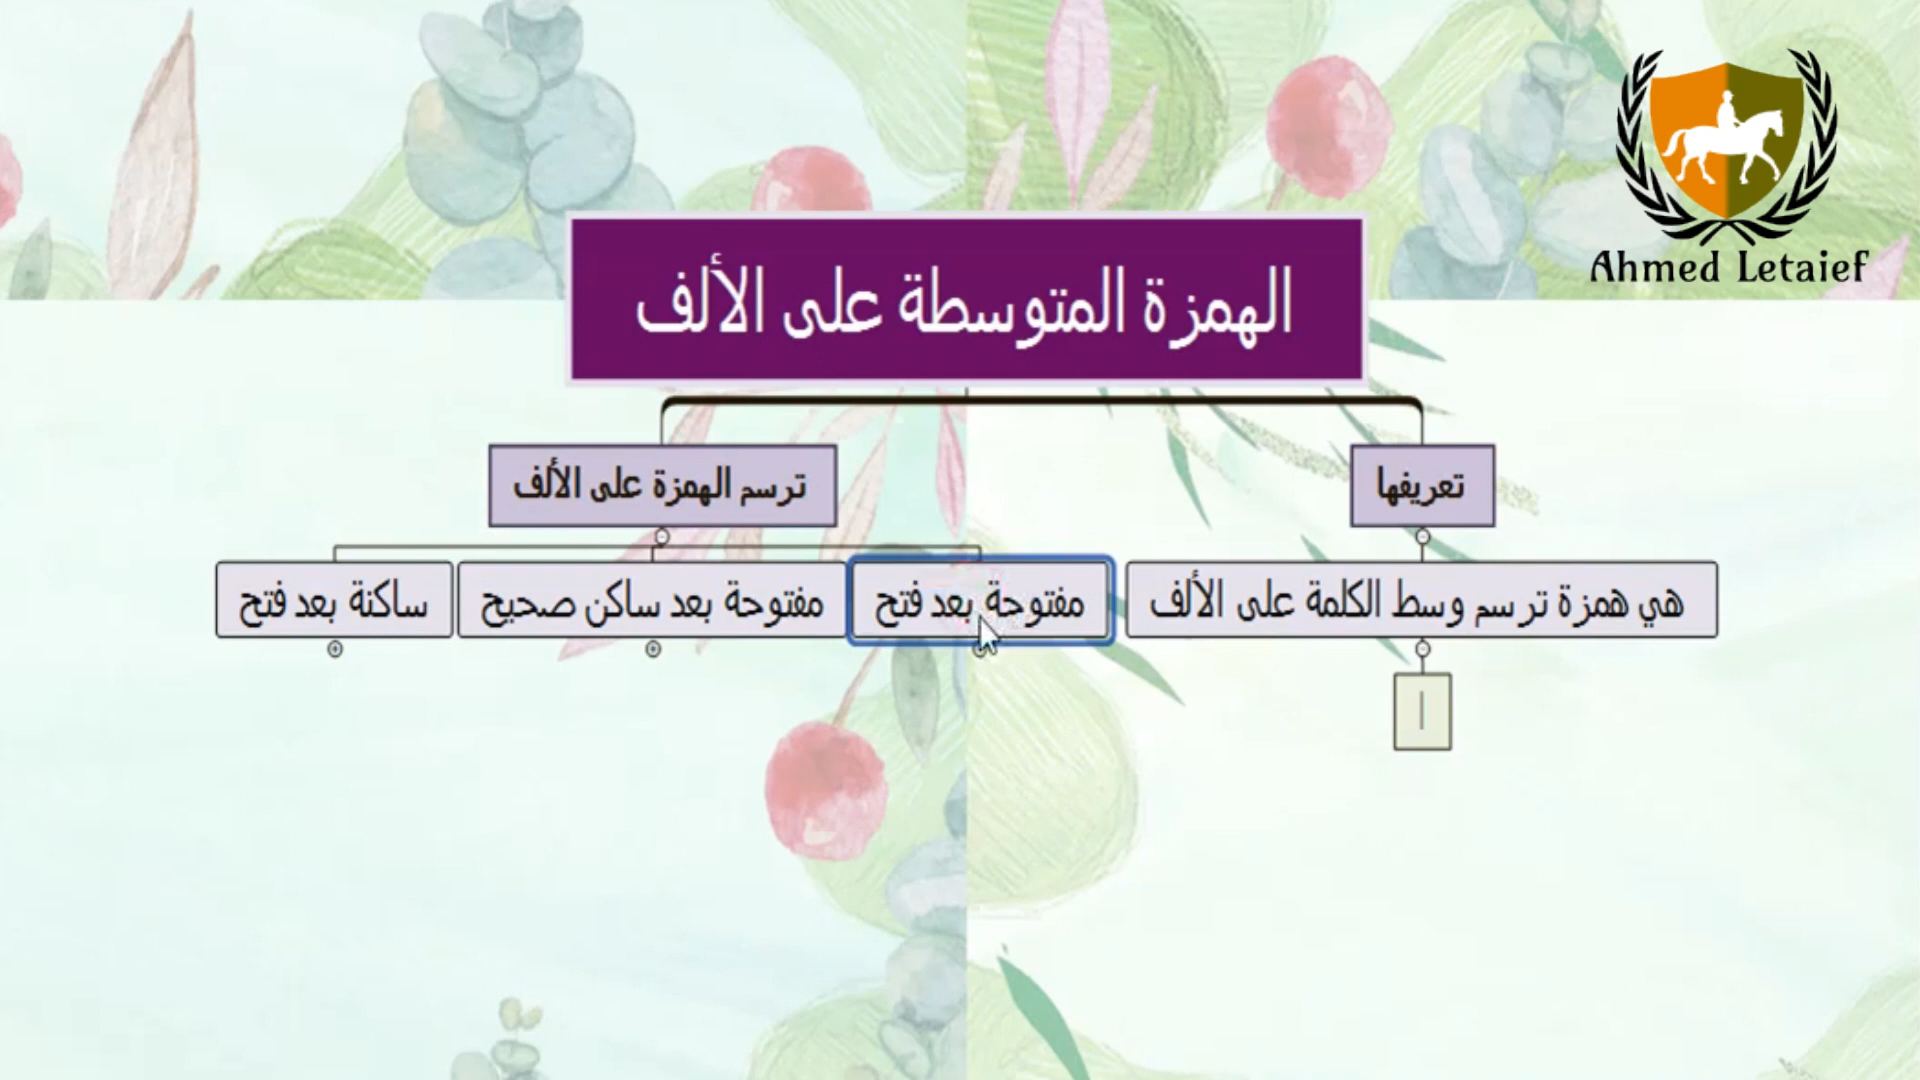 Ahmed Letaief
الهمزة المتوسطة على الألف
تعريفها
ترسم الهمزة على الألف
هي همزة ترسم وسط الكلمة على الألف
مفتوحة بعد فتح
مفتوحة بعد ساكن صحيح
ساكنة بعد فتح
ا